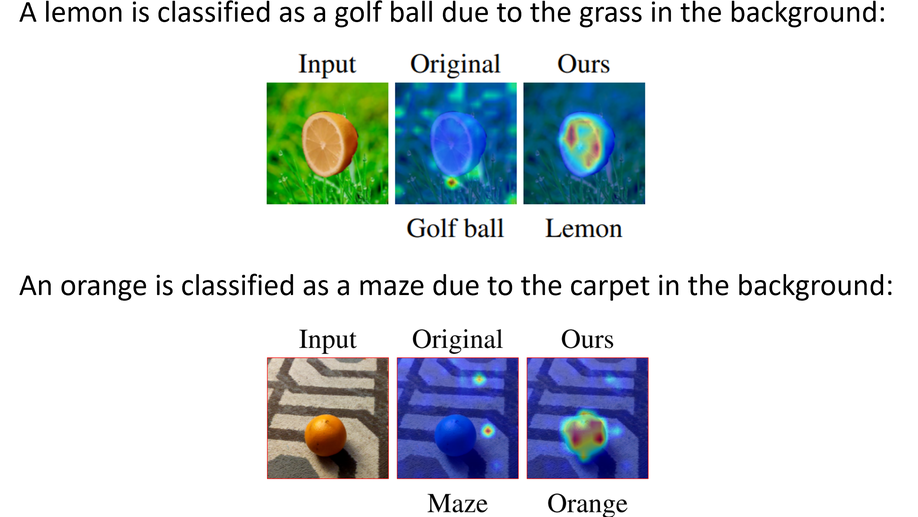 A lemon is classified as a golf ball due to the grass in the background:
Input Original Ours
Golf ball Lemon
An orange is classified as a maze due to the carpet in the background:
Input Original Ours
Maze Orange